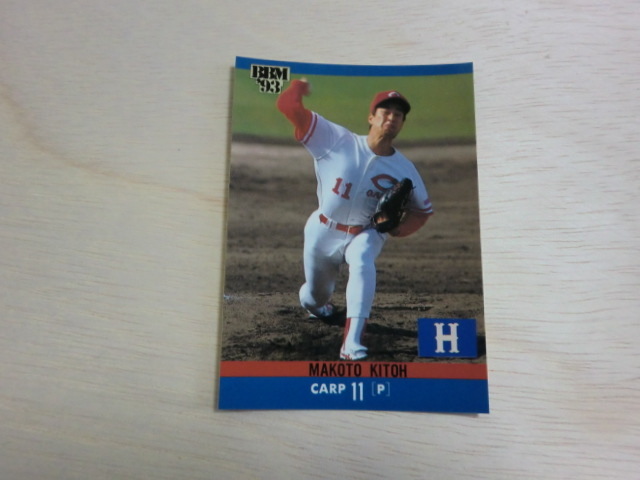 BBM
'93
11
C
H
MAKOTO KITOH
CARP 11 [P]